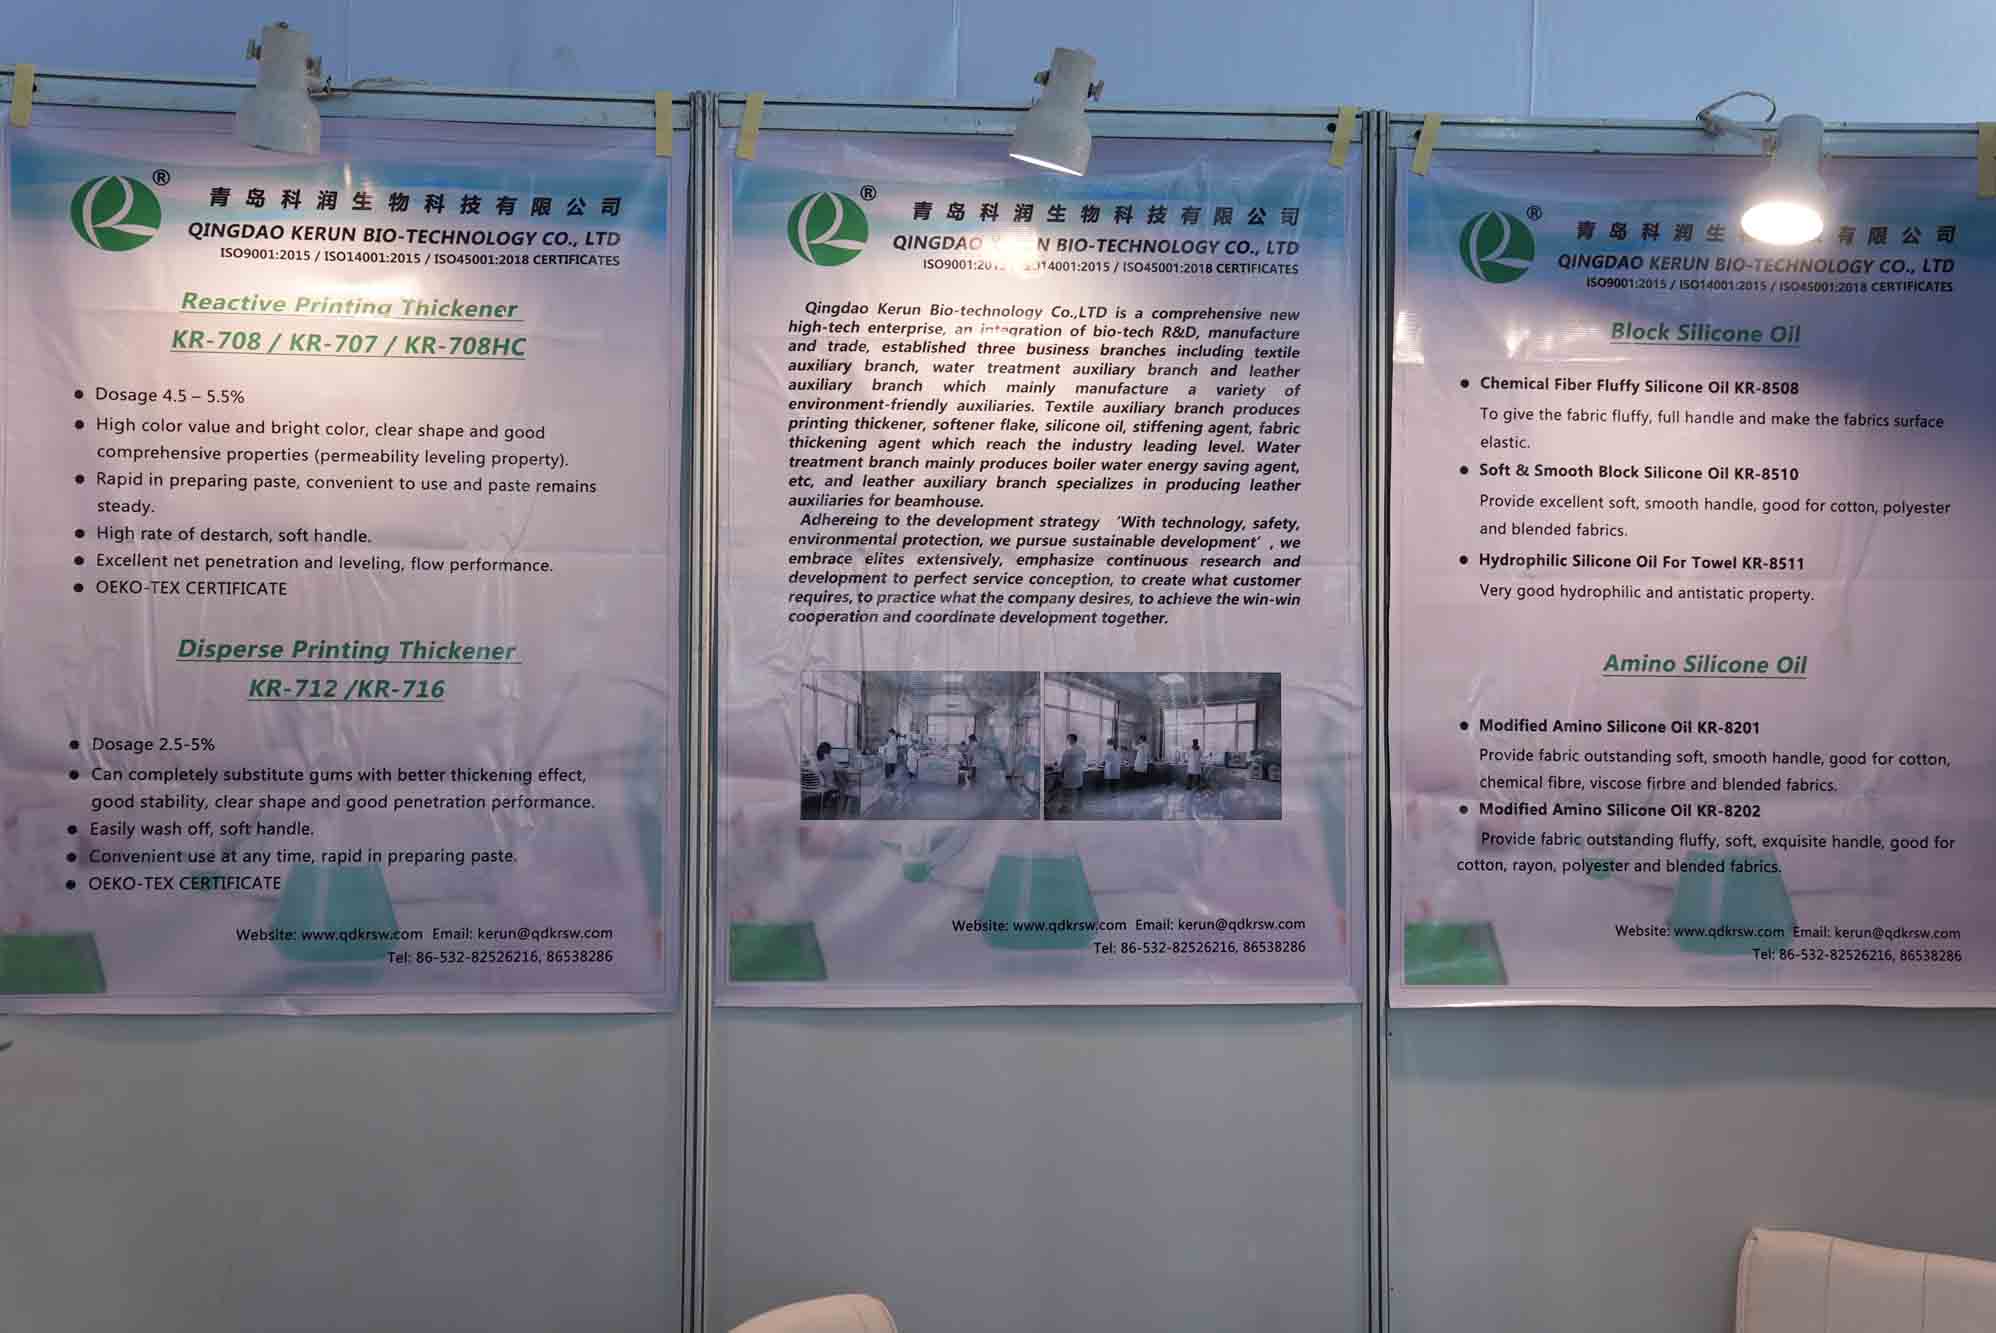 ®
青岛科润生物科技有限公司
QINGDAO KERUN BIO-TECHNOLOGY CO., LTD
ISO9001:2015 / ISO14001:2015 / ISO45001:2018 CERTIFICATES
Reactive Printing Thickener
KR-708 / KR-707 / KR-708HC
● Dosage 4.5 – 5.5%
● High color value and bright color, clear shape and good
comprehensive properties (permeability leveling property).
● Rapid in preparing paste, convenient to use and paste remains
steady.
● High rate of destarch, soft handle.
● Excellent net penetration and leveling, flow performance.
● OEKO-TEX CERTIFICATE
Disperse Printing Thickener
KR-712 /KR-716
● Dosage 2.5-5%
● Can completely substitute gums with better thickening effect,
good stability, clear shape and good penetration performance.
● Easily wash off, soft handle.
● Convenient use at any time, rapid in preparing paste.
● OEKO-TEX CERTIFICATE
Website: www.qdkrsw.com Email: kerun@qdkrsw.com
Tel: 86-532-82526216, 86538286
®
青岛科润生物科技有限公司
QINGDAO KERUN BIO-TECHNOLOGY CO., LTD
ISO9001:2015 / ISO14001:2015 / ISO45001:2018 CERTIFICATES
Qingdao Kerun Bio-technology Co.,LTD is a comprehensive new
high-tech enterprise, an integration of bio-tech R&D, manufacture
and trade, established three business branches including textile
auxiliary branch, water treatment auxiliary branch and leather
auxiliary branch which mainly manufacture a variety of
environment-friendly auxiliaries. Textile auxiliary branch produces
printing thickener, softener flake, silicone oil, stiffening agent, fabric
thickening agent which reach the industry leading level. Water
treatment branch mainly produces boiler water energy saving agent,
etc, and leather auxiliary branch specializes in producing leather
auxiliaries for beamhouse.
Adhereing to the development strategy 'With technology, safety,
environmental protection, we pursue sustainable development' , we
embrace elites extensively, emphasize continuous research and
development to perfect service conception, to create what customer
requires, to practice what the company desires, to achieve the win-win
cooperation and coordinate development together.
Website: www.qdkrsw.com Email: kerun@qdkrsw.com
Tel: 86-532-82526216, 86538286
®
青岛科润生 有限公司
QINGDAO KERUN BIO-TECHNOLOGY CO., LTD
ISO9001:2015 / ISO14001:2015 / ISO45001:2018 CERTIFICATES
Block Silicone Oil
● Chemical Fiber Fluffy Silicone Oil KR-8508
To give the fabric fluffy, full handle and make the fabrics surface
elastic.
● Soft & Smooth Block Silicone Oil KR-8510
Provide excellent soft, smooth handle, good for cotton, polyester
and blended fabrics.
● Hydrophilic Silicone Oil For Towel KR-8511
Very good hydrophilic and antistatic property.
Amino Silicone Oil
● Modified Amino Silicone Oil KR-8201
Provide fabric outstanding soft, smooth handle, good for cotton,
chemical fibre, viscose firbre and blended fabrics.
● Modified Amino Silicone Oil KR-8202
Provide fabric outstanding fluffy, soft, exquisite handle, good for
cotton, rayon, polyester and blended fabrics.
Website: www.qdkrsw.com Email: kerun@qdkrsw.com
Tel: 86-532-82526216, 86538286